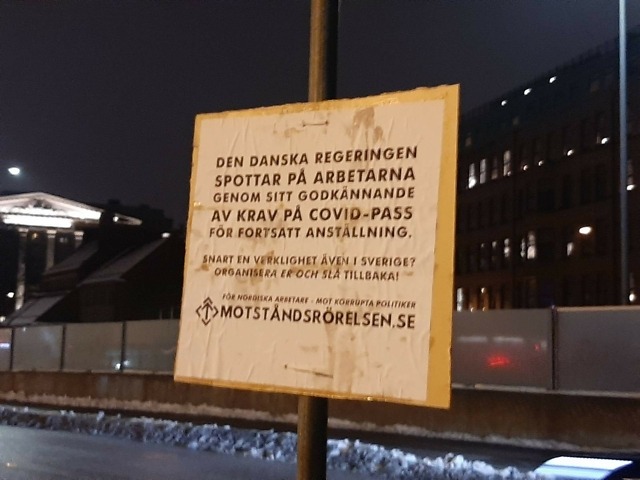 DEN DANSKA REGERINGEN
SPOTTAR PÅ ARBETARNA
GENOM SITT GODKÄNNANDE
AV KRAV PÅ COVID-PASS
FÖR FORTSATT ANSTÄLLNING.
SNART EN VERKLIGHET ÄVEN I SVERIGE?
ORGANISERA ER OCH SLÅ TILLBAKA!
FÖR NORDISKA ARBETARE - MOT KORRUPTA POLITIKER
MOTSTÅNDSRÖRELSEN.SE